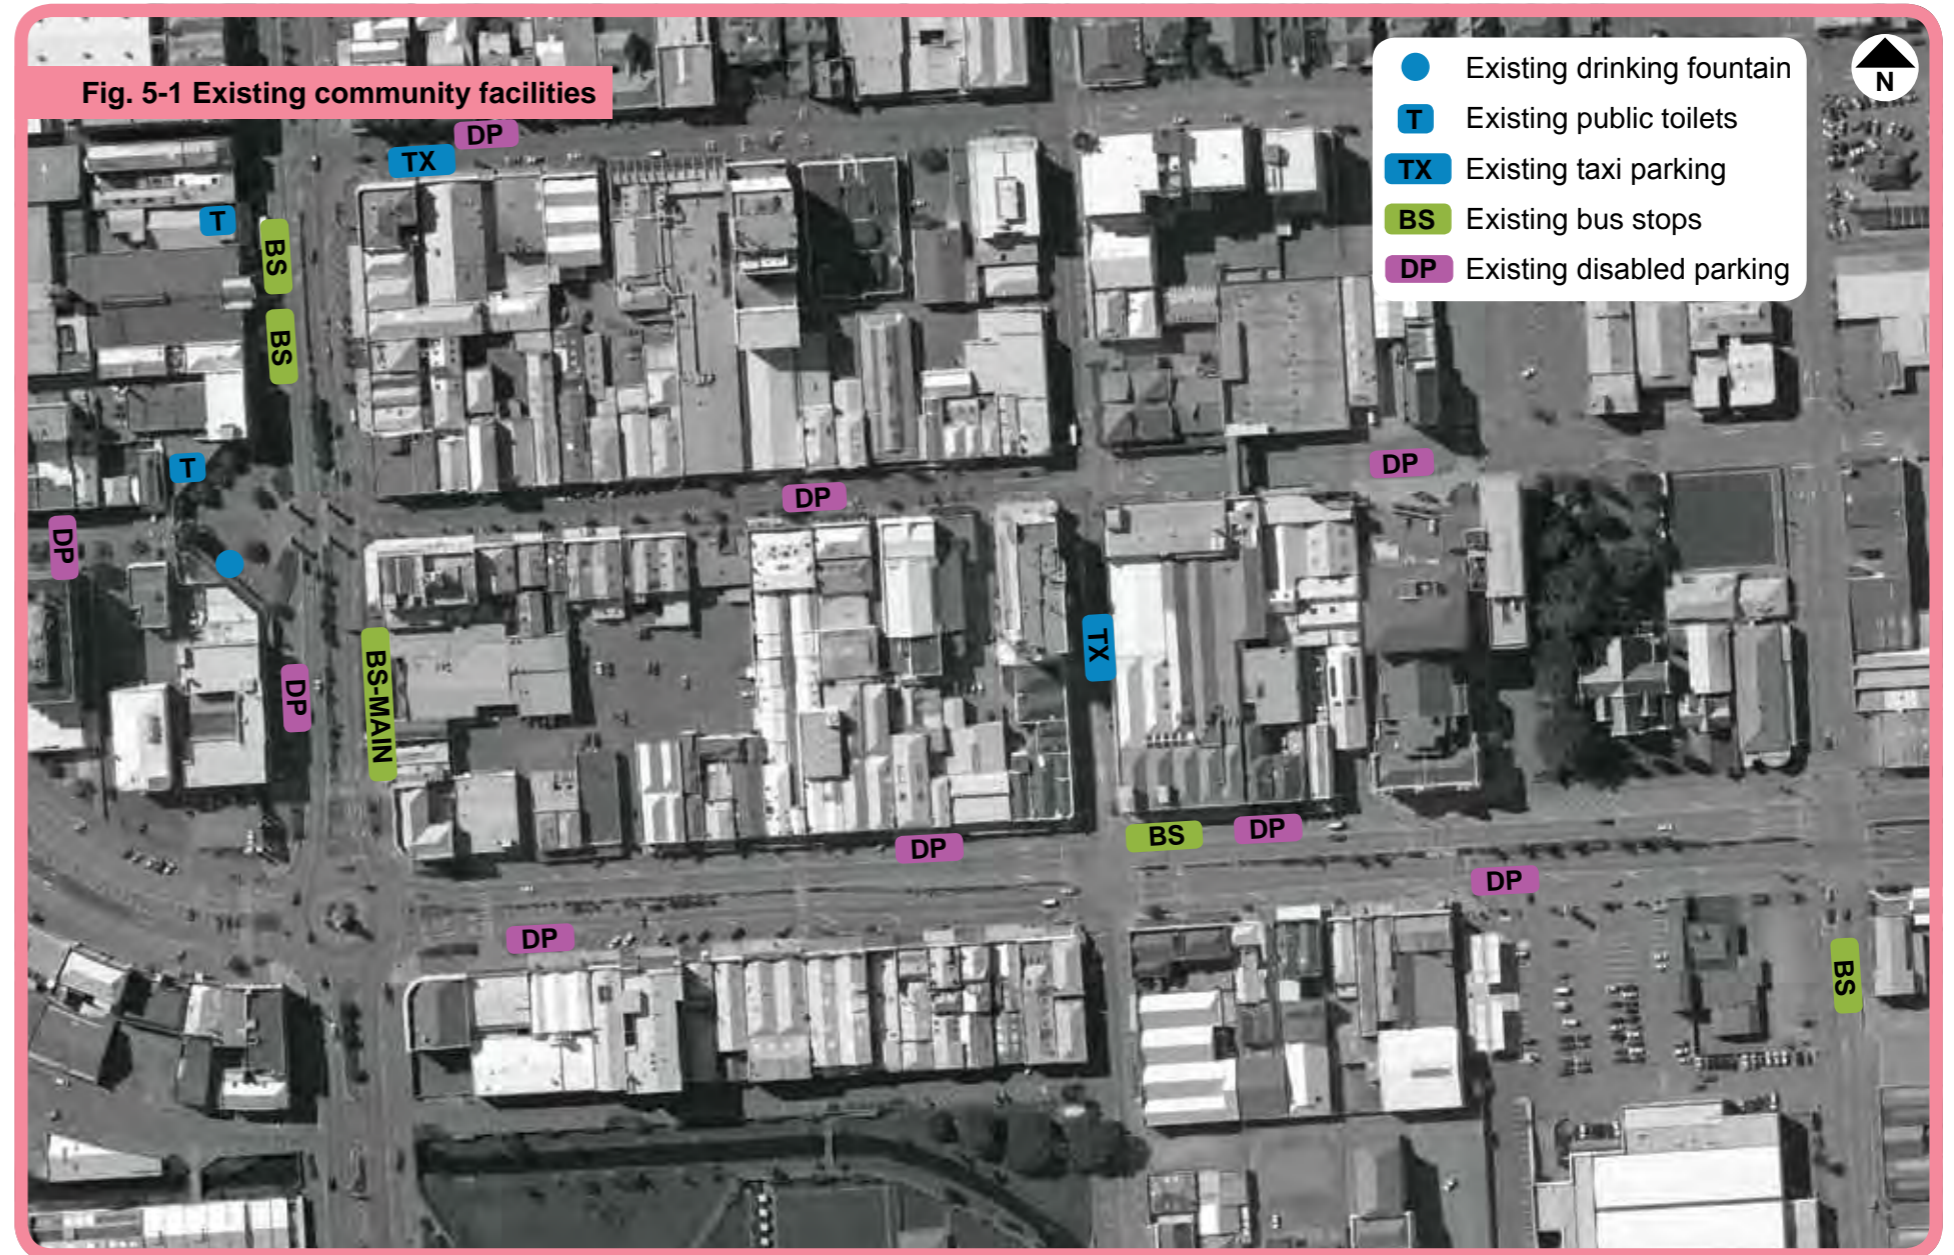 Fig. 5-1 Existing community facilities
Existing drinking fountain
T Existing public toilets
TX Existing taxi parking
BS Existing bus stops
DP Existing disabled parking
N
DP
TX
T
BS
BS
T
DP
DP
DP
DP
BS-MAIN
TX
BS
DP
DP
DP
DP
BS